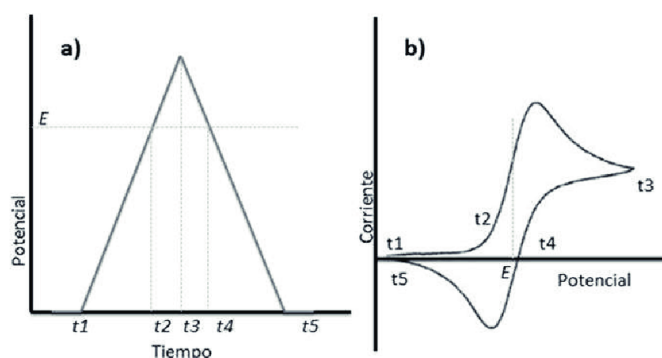 a)
E
Potencial
t1 t2 t3 t4 t5
Tiempo
b)
Corriente
t1
t2
t3
t4
t5
E
Potencial